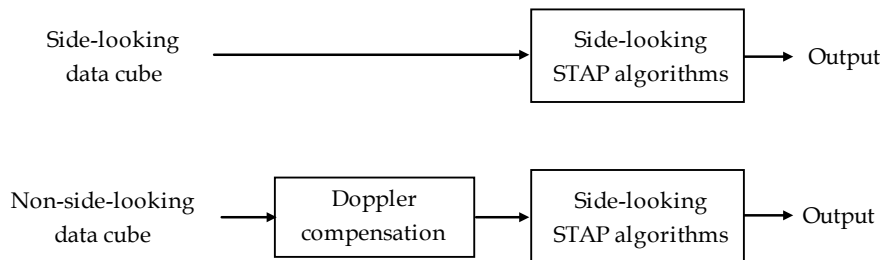 Side-looking
data cube
Side-looking
STAP algorithms
Output
Non-side-looking
data cube
Doppler
compensation
Side-looking
STAP algorithms
Output